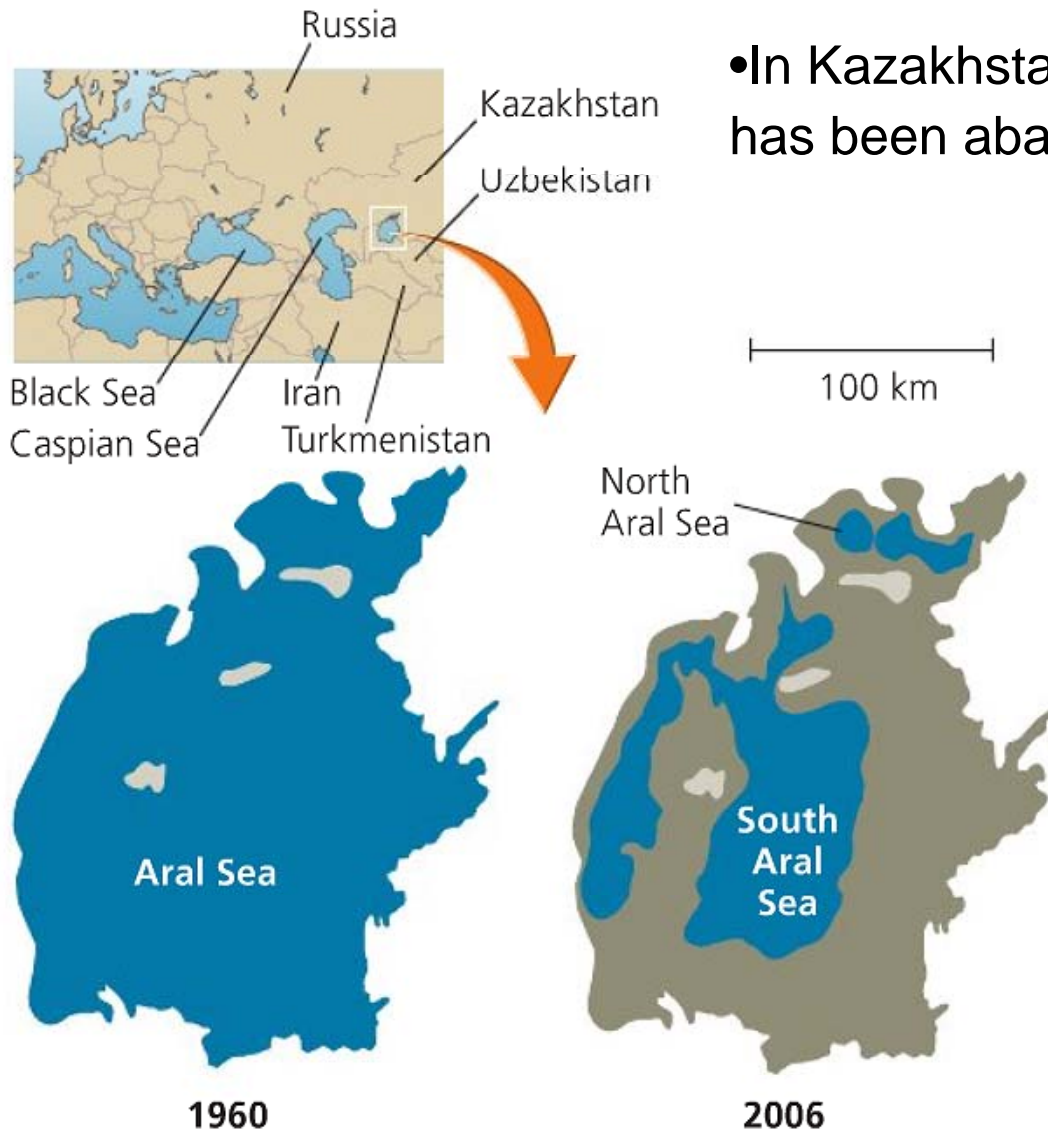 Russia
•In Kazakhsta
has been aba
Kazakhstan
Uzbekistan
Black Sea
Caspian Sea
Iran
Turkmenistan
100 km
North
Aral Sea
Aral Sea
South
Aral
Sea
1960
2006